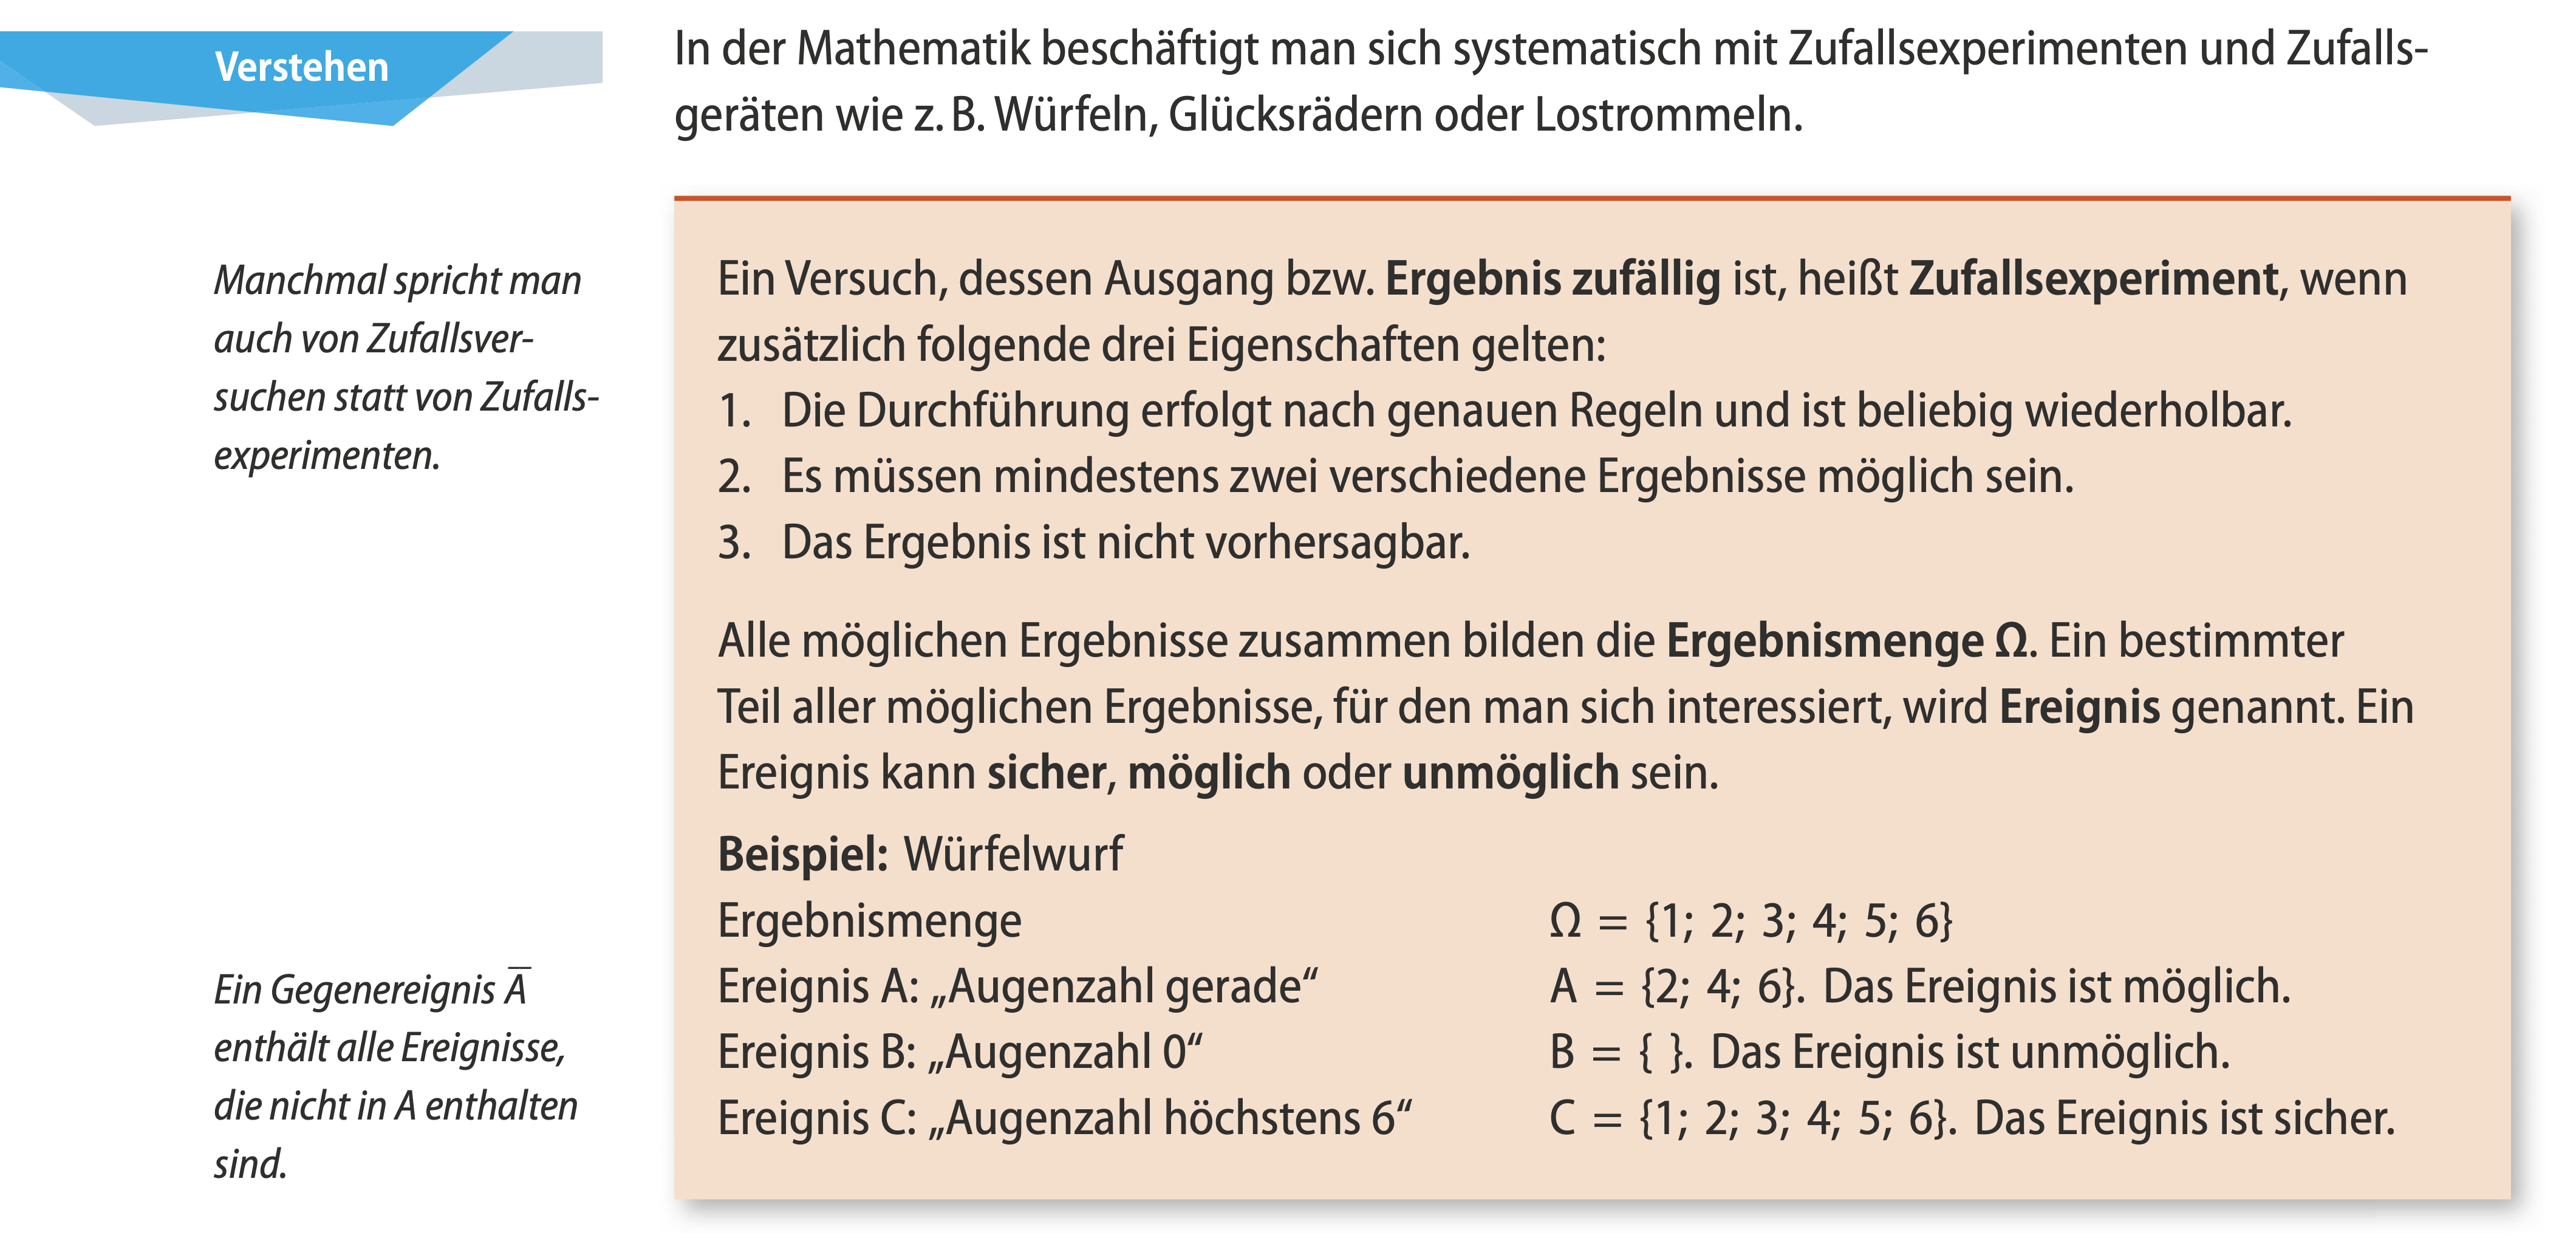 Verstehen
In der Mathematik beschäftigt man sich systematisch mit Zufallsexperimenten und Zufalls-
geräten wie z. B. Würfeln, Glücksrädern oder Lostrommeln.
Manchmal spricht man
auch von Zufallsver-
suchen statt von Zufalls-
experimenten.
Ein Versuch, dessen Ausgang bzw. Ergebnis zufällig ist, heißt Zufallsexperiment, wenn
zusätzlich folgende drei Eigenschaften gelten:
1. Die Durchführung erfolgt nach genauen Regeln und ist beliebig wiederholbar.
2. Es müssen mindestens zwei verschiedene Ergebnisse möglich sein.
3. Das Ergebnis ist nicht vorhersagbar.
Alle möglichen Ergebnisse zusammen bilden die Ergebnismenge Ω. Ein bestimmter
Teil aller möglichen Ergebnisse, für den man sich interessiert, wird Ereignis genannt. Ein
Ereignis kann sicher, möglich oder unmöglich sein.
Beispiel: Würfelwurf
Ergebnismenge Ω = {1; 2; 3; 4; 5; 6}
Ereignis A: „Augenzahl gerade“ A = {2; 4; 6}. Das Ereignis ist möglich.
Ereignis B: „Augenzahl 0“ B = { }. Das Ereignis ist unmöglich.
Ereignis C: „Augenzahl höchstens 6“ C = {1; 2; 3; 4; 5; 6}. Das Ereignis ist sicher.
Ein Gegenereignis A̅
enthält alle Ereignisse,
die nicht in A enthalten
sind.